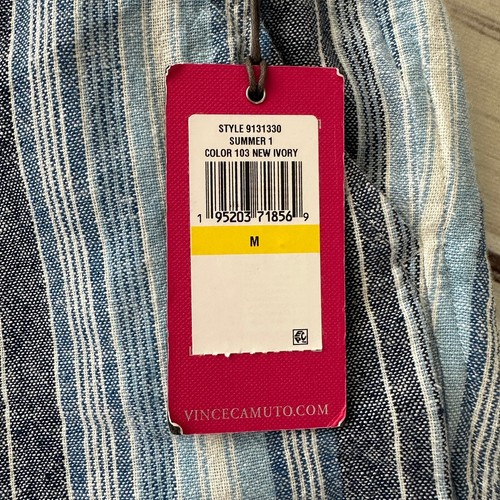 STYLE 9131330
SUMMER 1
COLOR 103 NEW IVORY
1 95203 71856 9
M
VINCECAMUTO.COM